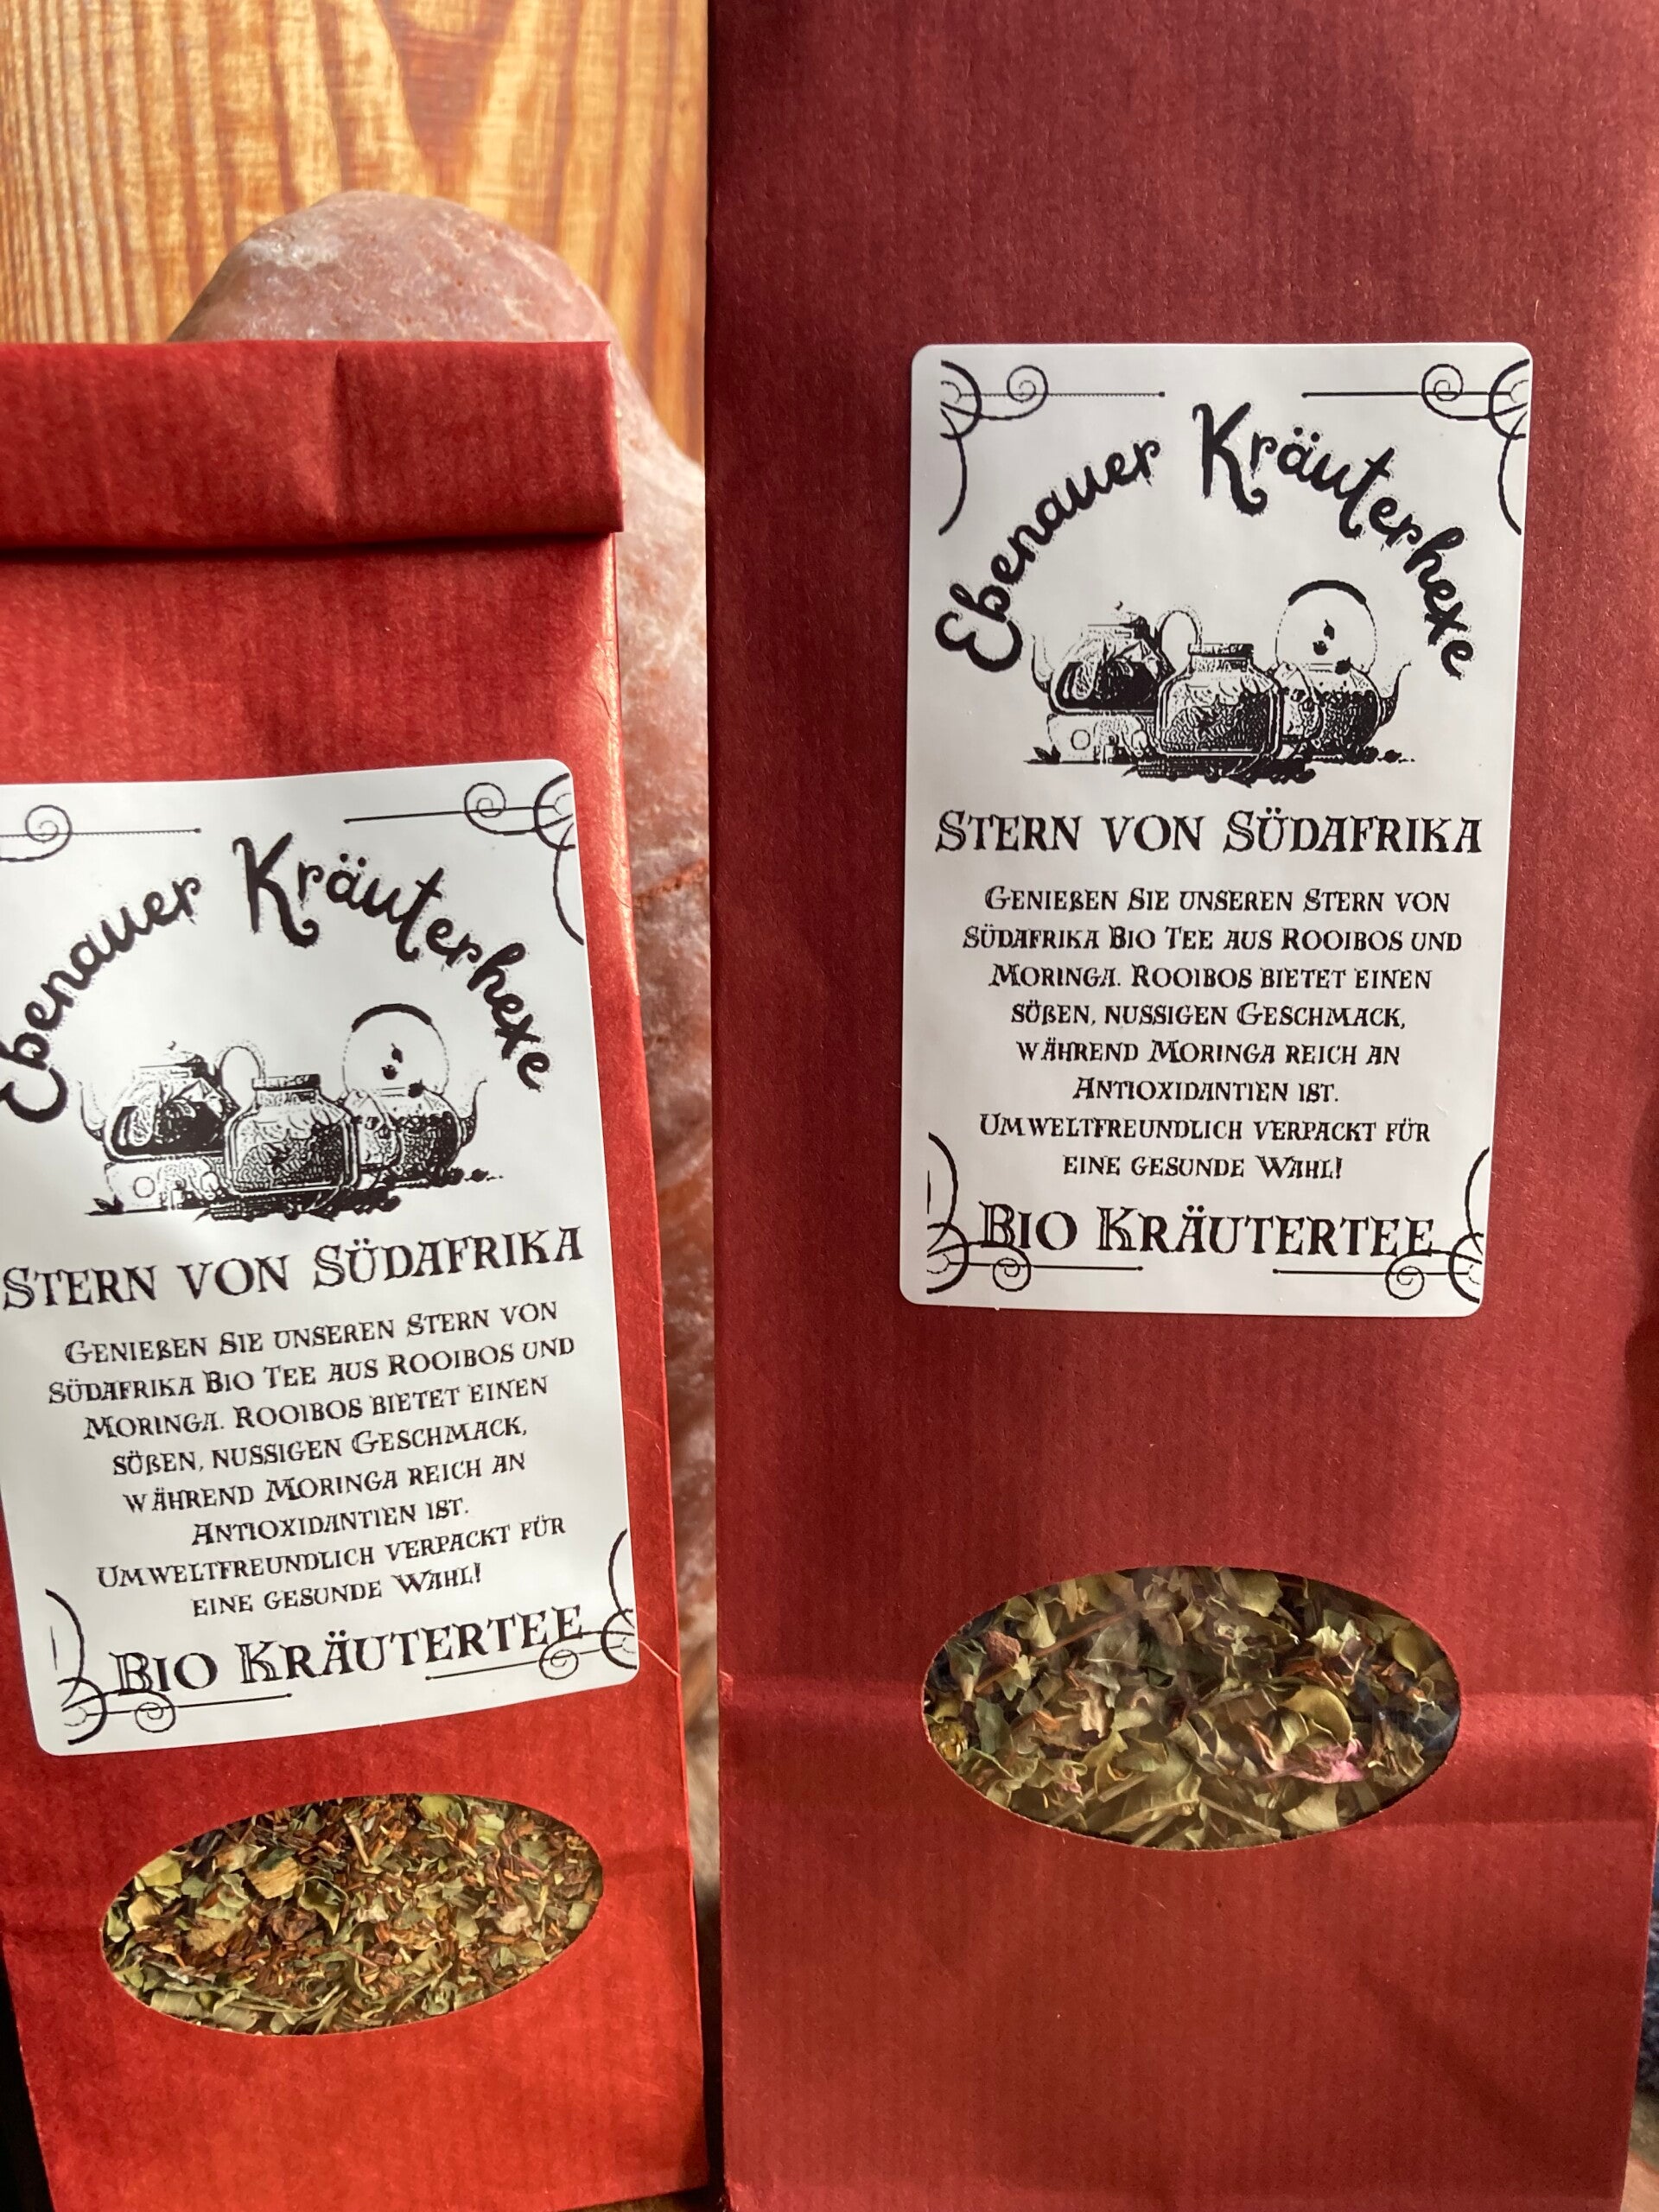 Ebenauer Kräuterhexe
STERN VON SÜDAFRIKA
GENIEßEN SIE UNSEREN STERN VON
SÜDAFRIKA BIO TEE AUS ROOIBOS UND
MORINGA. ROOIBOS BIETET EINEN
SÜßEN, NUSSIGEN GESCHMACK,
WÄHREND MORINGA REICH AN
ANTIOXIDANTIEN IST.
UMWELTFREUNDLICH VERPACKT FÜR
EINE GESUNDE WAHL!
BIO KRÄUTERTEE
Ebenauer Kräuterhexe
STERN VON SÜDAFRIKA
GENIEßEN SIE UNSEREN STERN VON
SÜDAFRIKA BIO TEE AUS ROOIBOS UND
MORINGA. ROOIBOS BIETET EINEN
SÜßEN, NUSSIGEN GESCHMACK,
WÄHREND MORINGA REICH AN
ANTIOXIDANTIEN IST.
UMWELTFREUNDLICH VERPACKT FÜR
EINE GESUNDE WAHL!
BIO KRÄUTERTEE